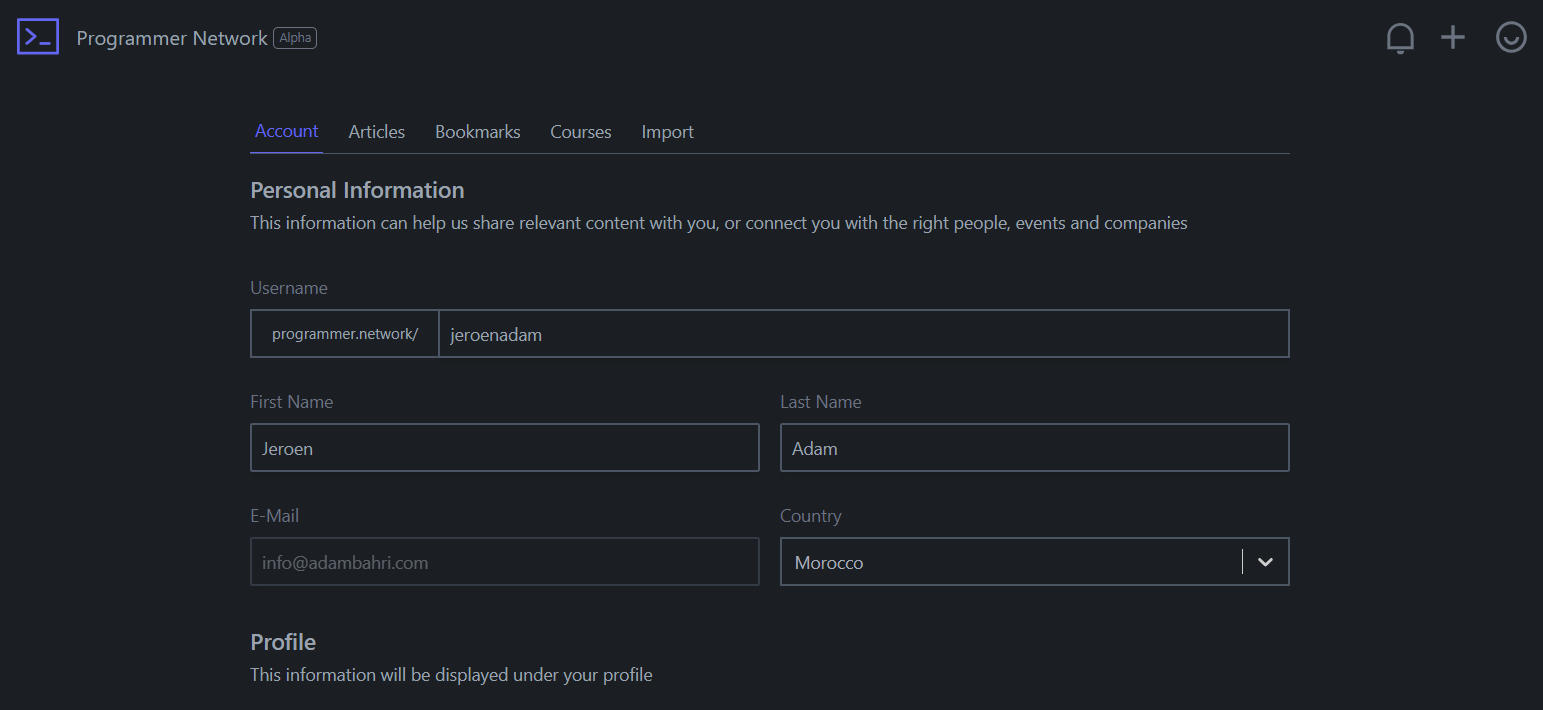 Programmer Network Alpha
Account Articles Bookmarks Courses Import
Personal Information
This information can help us share relevant content with you, or connect you with the right people, events and companies
Username
programmer.network/ jeroenadam
First Name Last Name
Jeroen Adam
E-Mail Country
info@adambahri.com Morocco
Profile
This information will be displayed under your profile